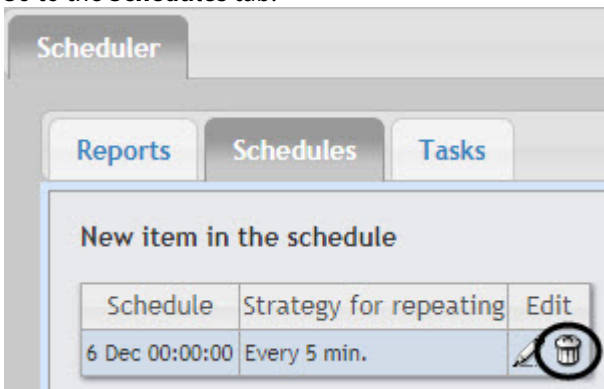 Go to the Schedules tab.
Scheduler
Reports Schedules Tasks
New item in the schedule
Schedule Strategy for repeating Edit
6 Dec 00:00:00 Every 5 min.